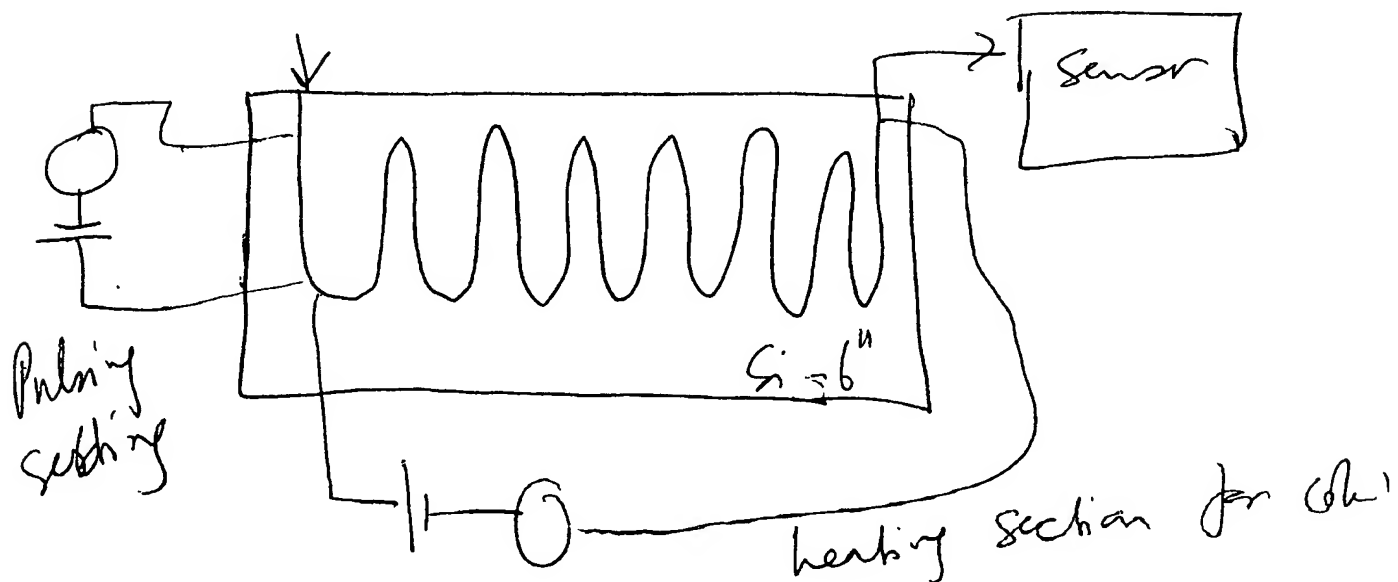 Sensor
Si = 6"
Pulsing
setting
heating section for